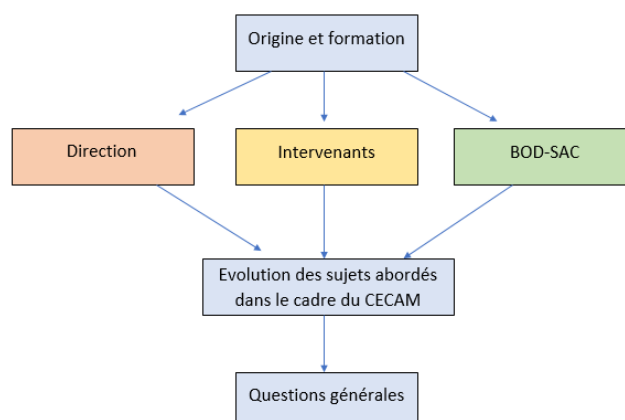 Origine et formation
Direction
Intervenants
BOD-SAC
Evolution des sujets abordés
dans le cadre du CECAM
Questions générales